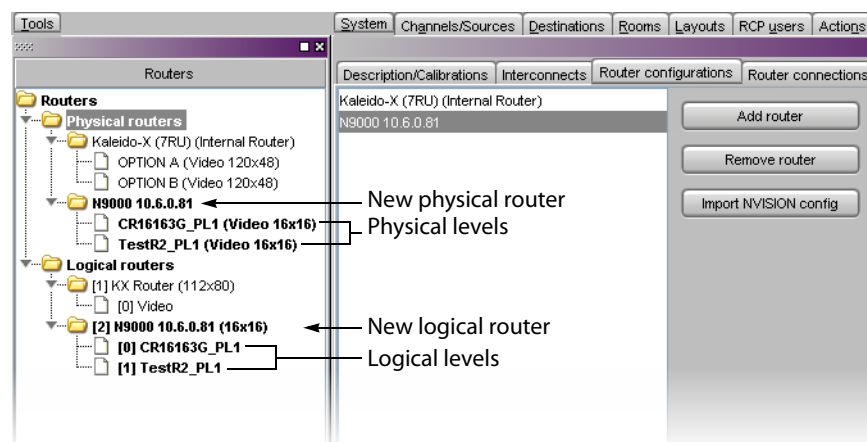 Tools
Routers
Routers
Physical routers
Kaleido-X (7RU) (Internal Router)
OPTION A (Video 120x48)
OPTION B (Video 120x48)
N9000 10.6.0.81
CR16163G_PL1 (Video 16x16)
TestR2_PL1 (Video 16x16)
Logical routers
[1] KX Router (112x80)
[0] Video
[2] N9000 10.6.0.81 (16x16)
[0] CR16163G_PL1
[1] TestR2_PL1
New physical router
Physical levels
New logical router
Logical levels
System Channels/Sources Destinations Rooms Layouts RCP users Actions
Description/Calibrations Interconnects Router configurations Router connections
Kaleido-X (7RU) (Internal Router)
N9000 10.6.0.81
Add router
Remove router
Import NVISION config